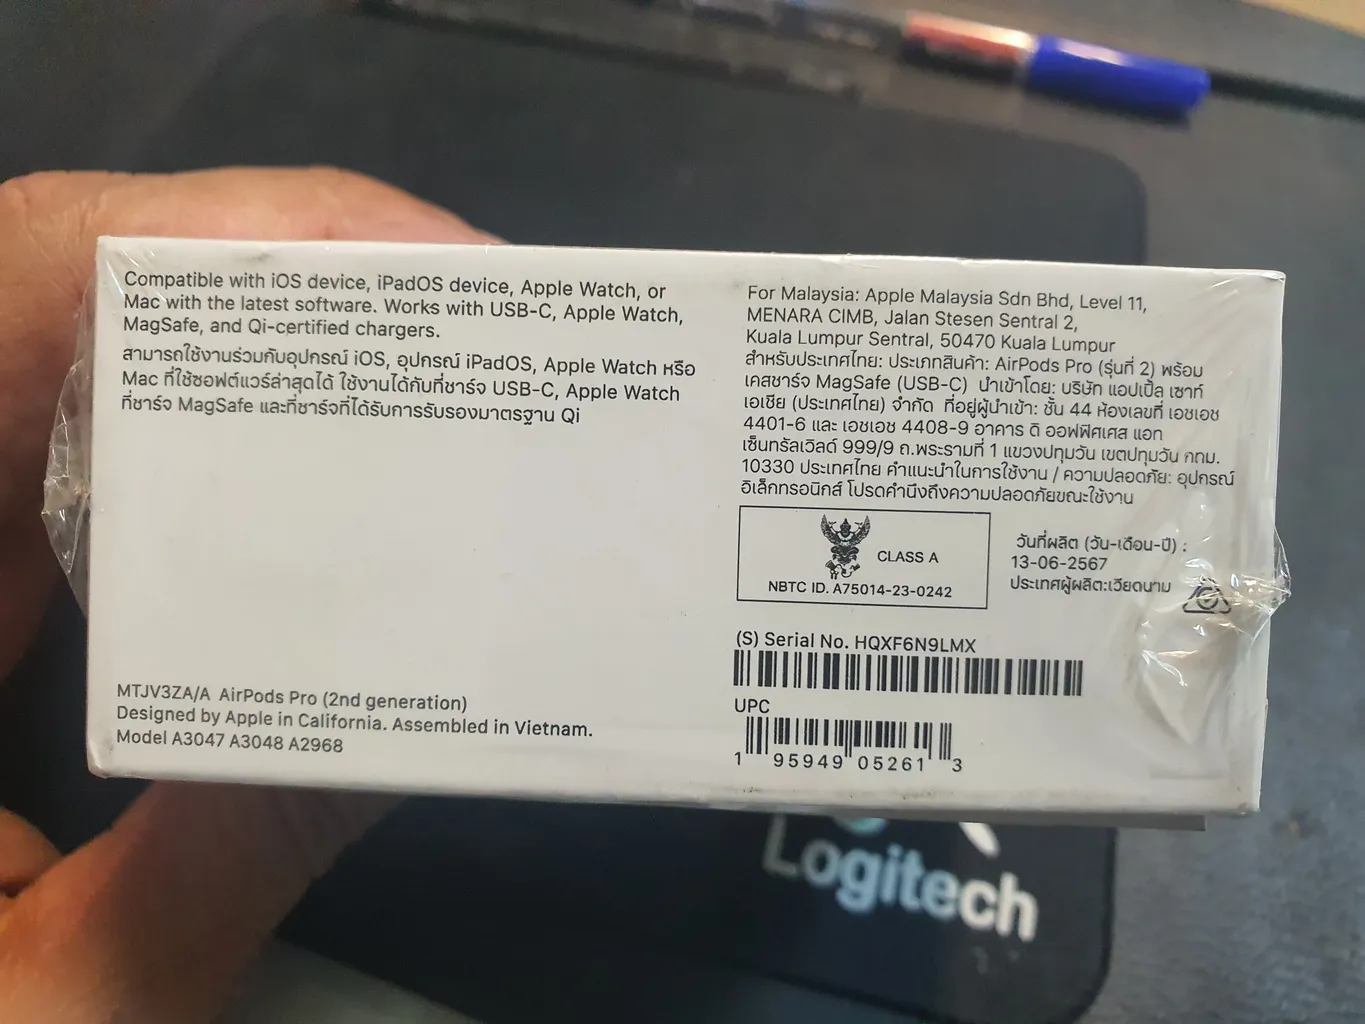 Compatible with iOS device, iPadOS device, Apple Watch, or
Mac with the latest software. Works with USB-C, Apple Watch,
MagSafe, and Qi-certified chargers.
สามารถใช้งานร่วมกับอุปกรณ์ iOS, อุปกรณ์ iPadOS, Apple Watch หรือ
Mac ที่ใช้ซอฟต์แวร์ล่าสุดได้ ใช้งานได้กับที่ชาร์จ USB-C, Apple Watch
ที่ชาร์จ MagSafe และที่ชาร์จที่ได้รับการรับรองมาตรฐาน Qi
MTJV3ZA/A AirPods Pro (2nd generation)
Designed by Apple in California. Assembled in Vietnam.
Model A3047 A3048 A2968
For Malaysia: Apple Malaysia Sdn Bhd, Level 11,
MENARA CIMB, Jalan Stesen Sentral 2,
Kuala Lumpur Sentral, 50470 Kuala Lumpur
สำหรับประเทศไทย: ประเภทสินค้า: AirPods Pro (รุ่นที่ 2) พร้อม
เคสชาร์จ MagSafe (USB-C) นำเข้าโดย: บริษัท แอปเปิ้ล เซาท์
เอเชีย (ประเทศไทย) จำกัด ที่อยู่ผู้นำเข้า: ชั้น 44 ห้องเลขที่ เอชเอช
4401-6 และ เอชเอช 4408-9 อาคาร ดิ ออฟฟิศเศส แอท
เซ็นทรัลเวิลด์ 999/9 ถ.พระรามที่ 1 แขวงปทุมวัน เขตปทุมวัน กทม.
10330 ประเทศไทย คำแนะนำในการใช้งาน / ความปลอดภัย: อุปกรณ์
อิเล็กทรอนิกส์ โปรดคำนึงถึงความปลอดภัยขณะใช้งาน
CLASS A
NBTC ID. A75014-23-0242
วันที่ผลิต (วัน-เดือน-ปี) :
13-06-2567
ประเทศผู้ผลิต:เวียดนาม
(S) Serial No. HQXF6N9LMX
UPC
1 95949 05261 3
Logitech